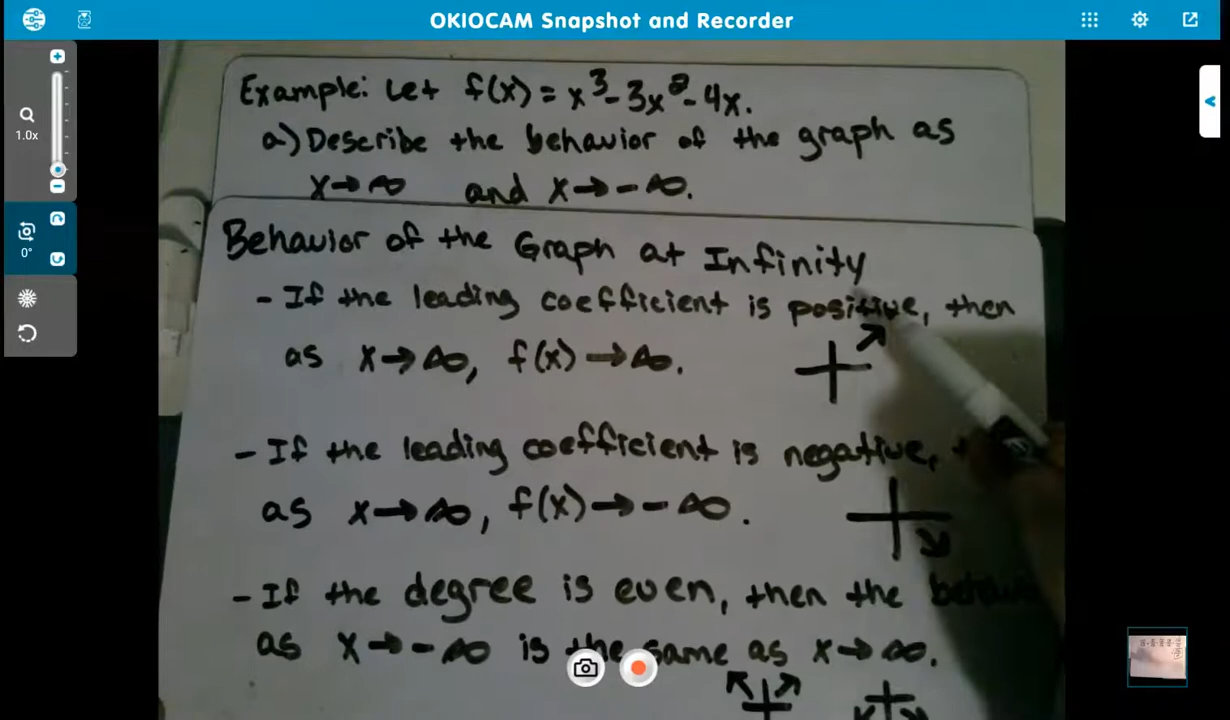 OKIOCAM Snapshot and Recorder
1.0x
0°
Example: Let f(x) = x³ - 3x² - 4x.
a) Describe the behavior of the graph as
x → ∞ and x → -∞.
Behavior of the Graph at Infinity
- If the leading coefficient is positive, then
as x → ∞, f(x) → ∞.
- If the leading coefficient is negative,
as x → ∞, f(x) → -∞.
- If the degree is even, then the
as x → -∞ is the same as x → ∞.